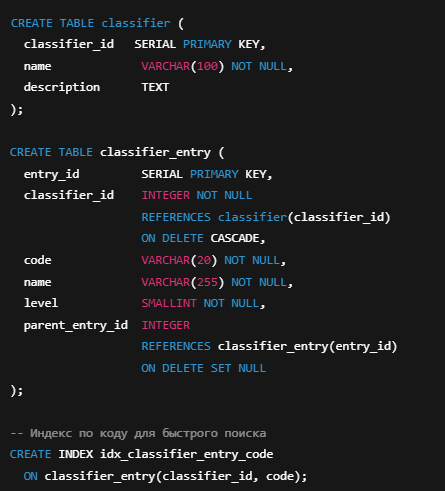 CREATE TABLE classifier (
  classifier_id   SERIAL PRIMARY KEY,
  name            VARCHAR(100) NOT NULL,
  description     TEXT
);

CREATE TABLE classifier_entry (
  entry_id        SERIAL PRIMARY KEY,
  classifier_id   INTEGER NOT NULL
                  REFERENCES classifier(classifier_id)
                  ON DELETE CASCADE,
  code            VARCHAR(20) NOT NULL,
  name            VARCHAR(255) NOT NULL,
  level           SMALLINT NOT NULL,
  parent_entry_id INTEGER
                  REFERENCES classifier_entry(entry_id)
                  ON DELETE SET NULL
);

-- Индекс по коду для быстрого поиска
CREATE INDEX idx_classifier_entry_code
  ON classifier_entry(classifier_id, code);